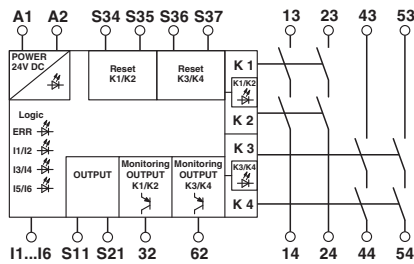 A1 A2 S34 S35 S36 S37 13 23 43 53
POWER
24V DC
Reset
K1/K2
Reset
K3/K4
K 1
K1/K2
K 2
K 3
K3/K4
K 4
Logic
ERR
I1/I2
I3/I4
I5/I6
OUTPUT
Monitoring
OUTPUT
K1/K2
Monitoring
OUTPUT
K3/K4
I1...I6 S11 S21 32 62 14 24 44 54